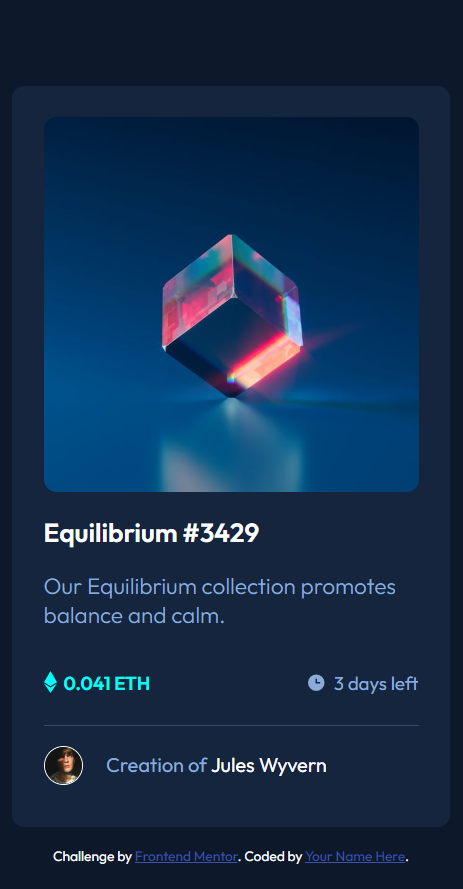 Equilibrium #3429
Our Equilibrium collection promotes
balance and calm.
0.041 ETH
3 days left
Creation of Jules Wyvern
Challenge by Frontend Mentor. Coded by Your Name Here.